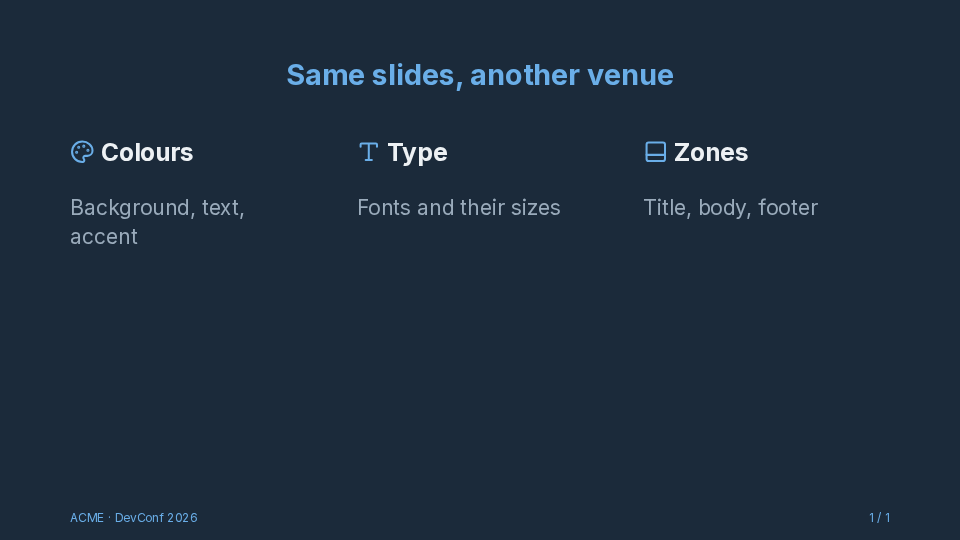 Same slides, another venue
Colours
Background, text,
accent
Type
Fonts and their sizes
Zones
Title, body, footer
ACME · DevConf 2026
1 / 1